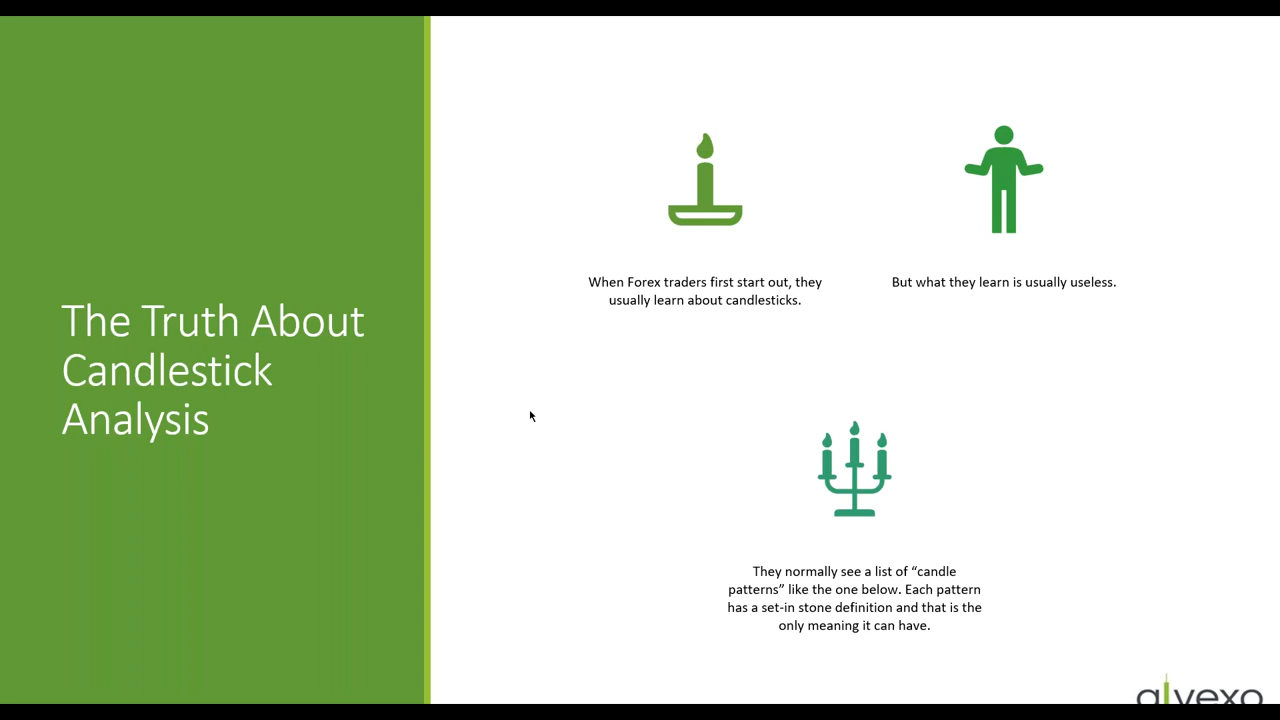 The Truth About
Candlestick
Analysis
When Forex traders first start out, they
usually learn about candlesticks.
But what they learn is usually useless.
They normally see a list of “candle
patterns” like the one below. Each pattern
has a set-in stone definition and that is the
only meaning it can have.
alvexo